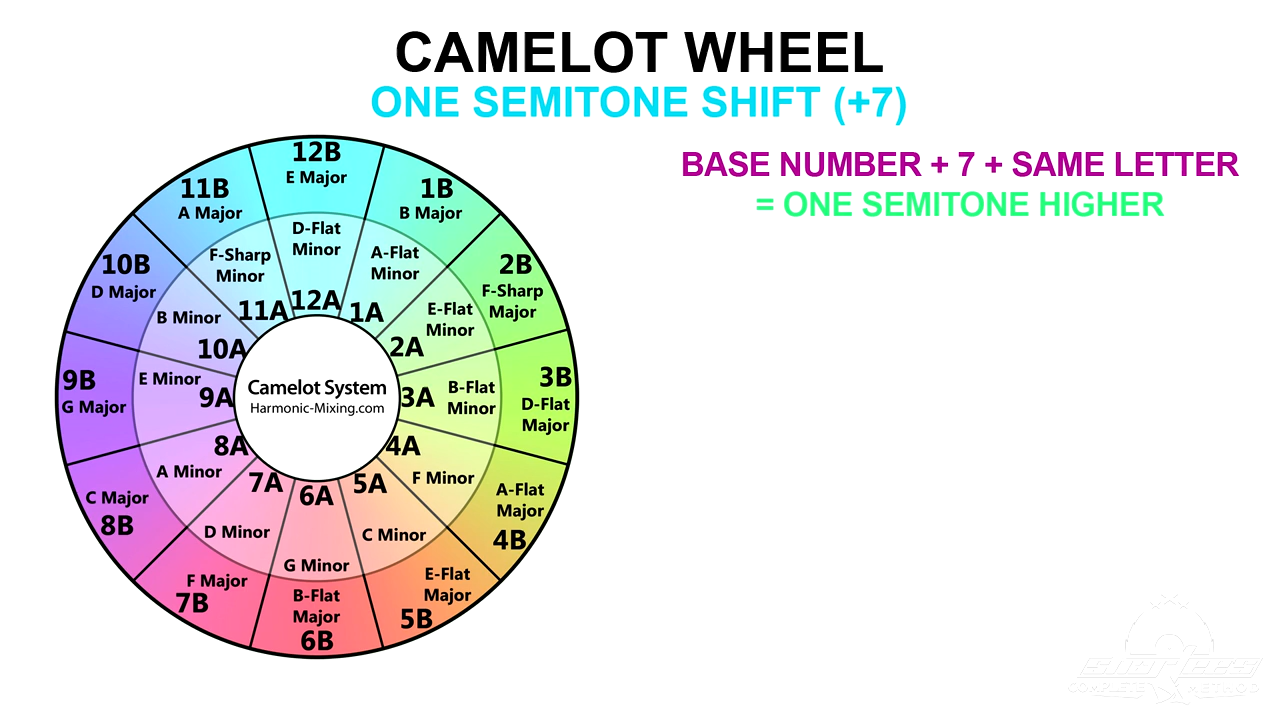 CAMELOT WHEEL
ONE SEMITONE SHIFT (+7)
BASE NUMBER + 7 + SAME LETTER
= ONE SEMITONE HIGHER
12B
E Major
1B
B Major
2B
F-Sharp
Major
3B
D-Flat
Major
A-Flat
Major
4B
E-Flat
Major
5B
B-Flat
Major
6B
F Major
7B
C Major
8B
9B
G Major
10B
D Major
11B
A Major
D-Flat
Minor
12A
A-Flat
Minor
1A
E-Flat
Minor
2A
3A
B-Flat
Minor
4A
F Minor
5A
C Minor
6A
G Minor
7A
D Minor
8A
A Minor
E Minor
9A
B Minor
10A
F-Sharp
Minor
11A
Camelot System
Harmonic-Mixing.com
COMPLETE METHOD